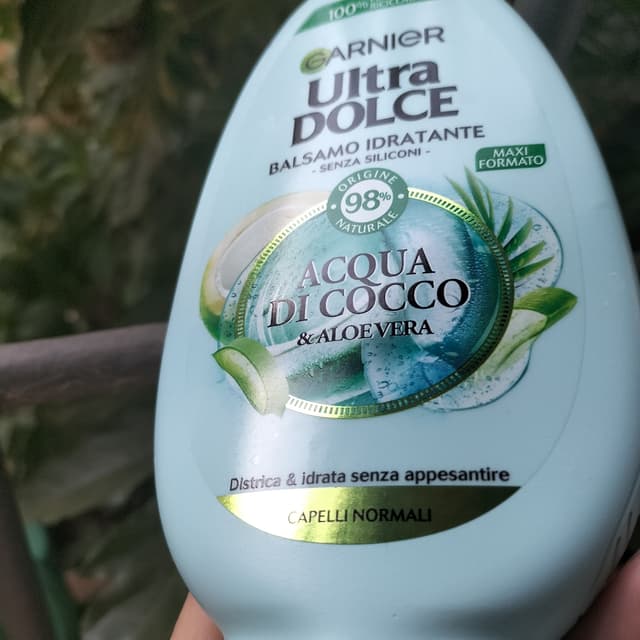 100%
GARNIER
Ultra
DOLCE
BALSAMO IDRATANTE
- SENZA SILICONI -
MAXI
FORMATO
ORIGINE
98%
NATURALE
ACQUA
DI COCCO
& ALOE VERA
Districa & idrata senza appesantire
CAPELLI NORMALI